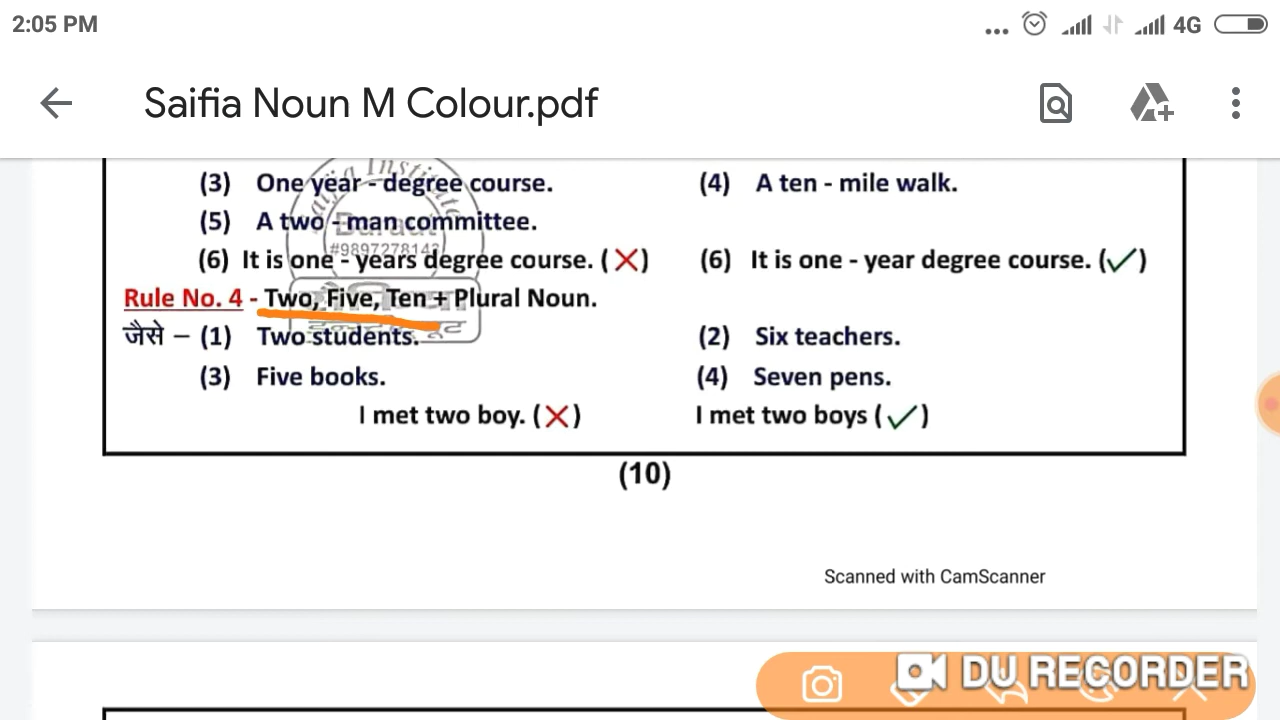 2:05 PM
4G
Saifia Noun M Colour.pdf
(3) One year - degree course. (4) A ten - mile walk.
(5) A two - man committee.
#9897278142
(6) It is one - years degree course. (✗) (6) It is one - year degree course. (✓)
Rule No. 4 - Two, Five, Ten + Plural Noun.
जैसे – (1) Two students. (2) Six teachers.
(3) Five books. (4) Seven pens.
I met two boy. (✗) I met two boys (✓)
(10)
Scanned with CamScanner
DU RECORDER